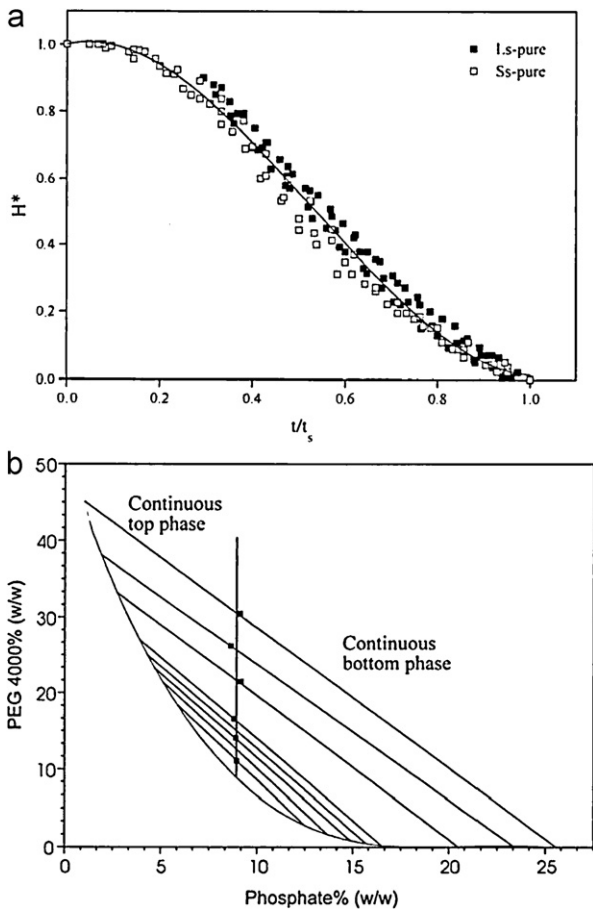 a
1.0
0.8
0.6
0.4
0.2
0.0
H*
Ls-pure
Ss-pure
0.0 0.2 0.4 0.6 0.8 1.0
t/ts
b
50
40
30
20
10
0
PEG 4000% (w/w)
Continuous
top phase
Continuous
bottom phase
0 5 10 15 20 25
Phosphate% (w/w)